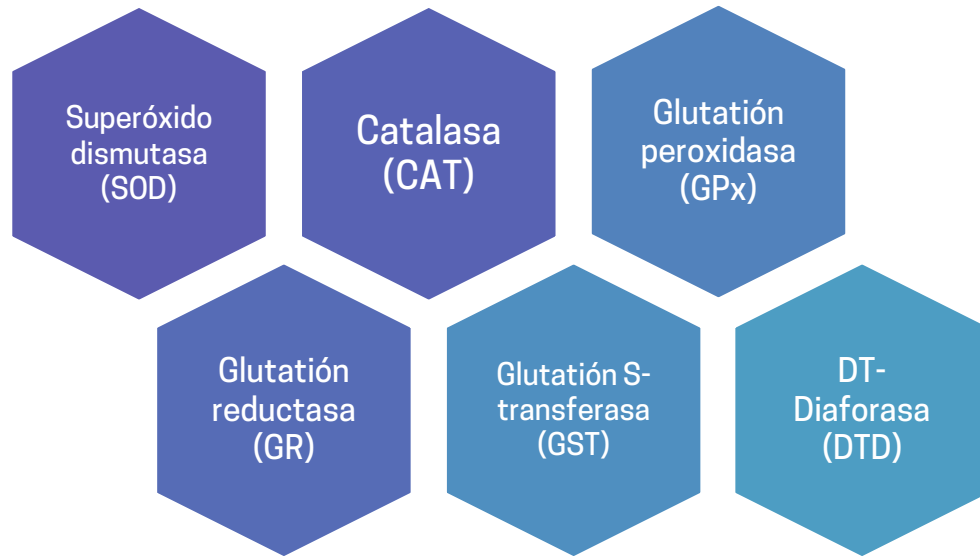 Superóxido
dismutasa
(SOD)
Catalasa
(CAT)
Glutatión
peroxidasa
(GPx)
Glutatión
reductasa
(GR)
Glutatión S-
transferasa
(GST)
DT-
Diaforasa
(DTD)